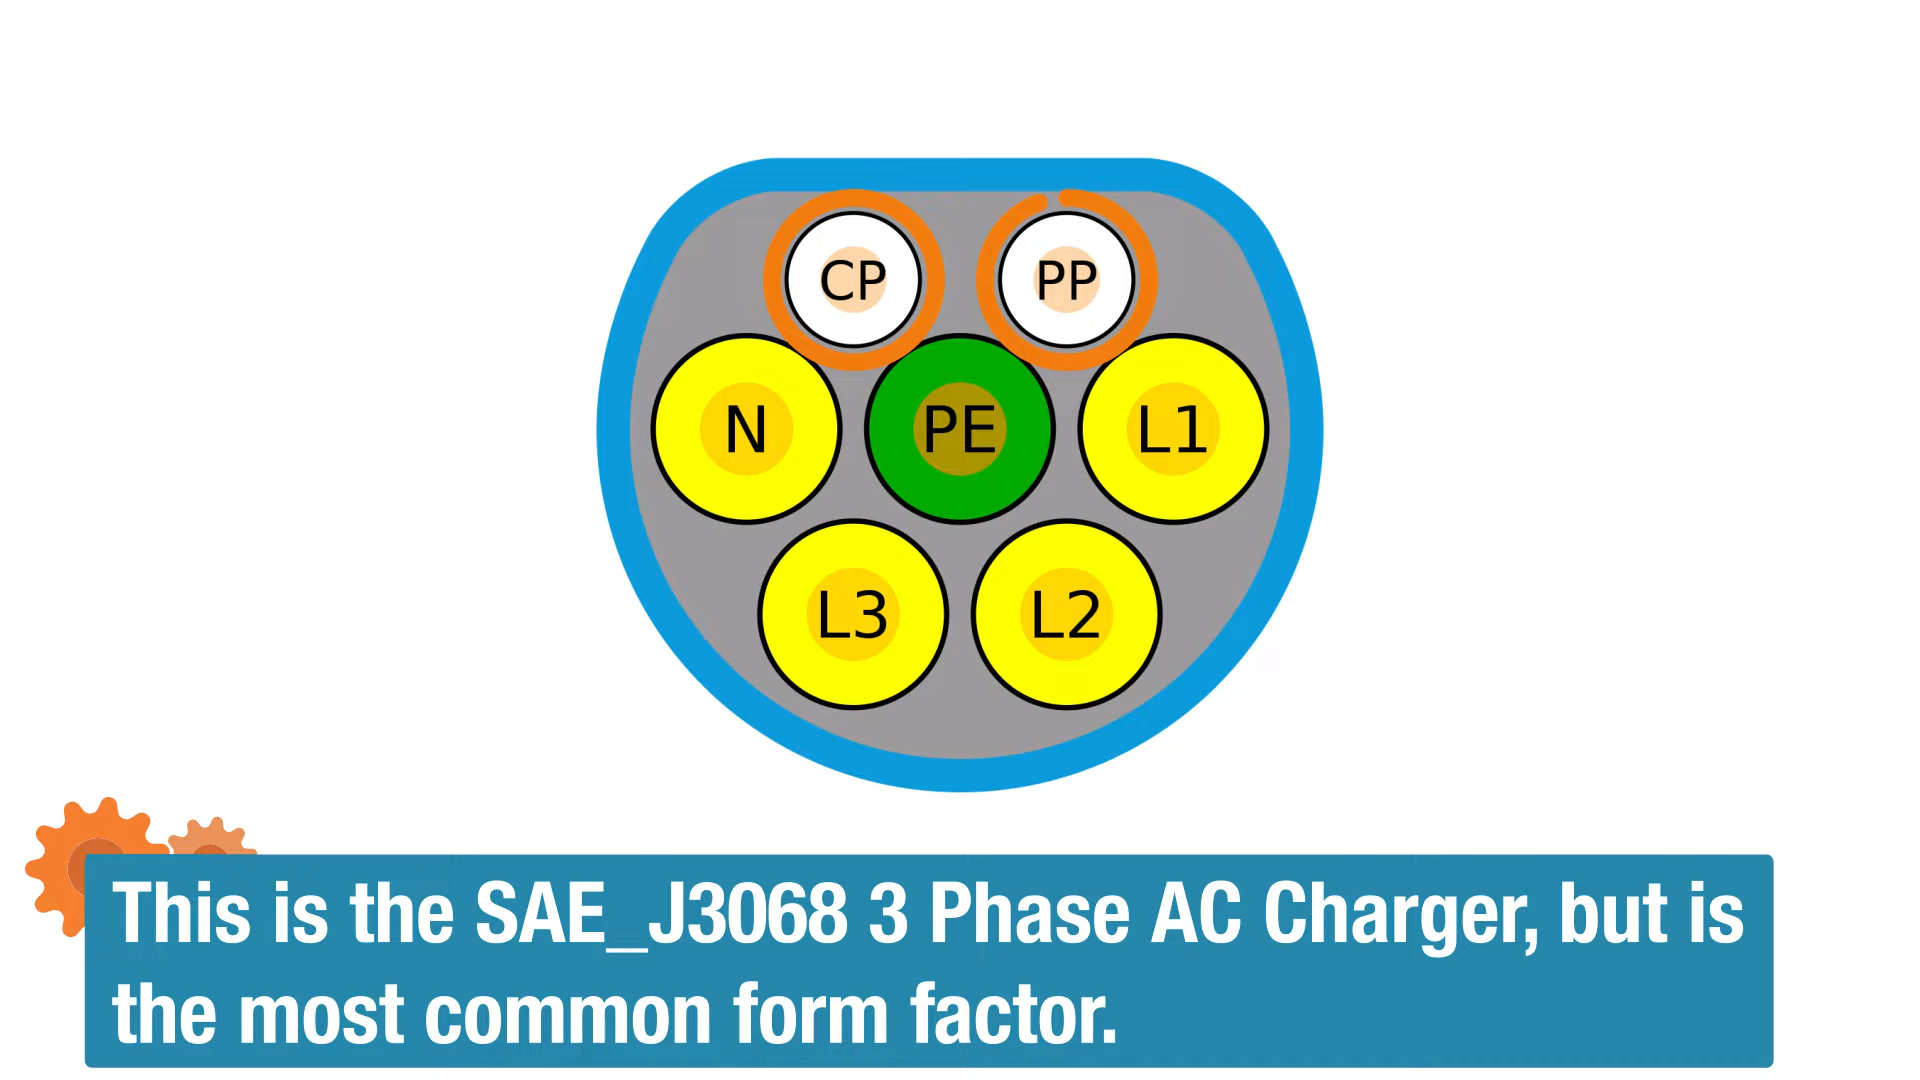 CP PP
N PE L1
L3 L2
This is the SAE_J3068 3 Phase AC Charger, but is
the most common form factor.